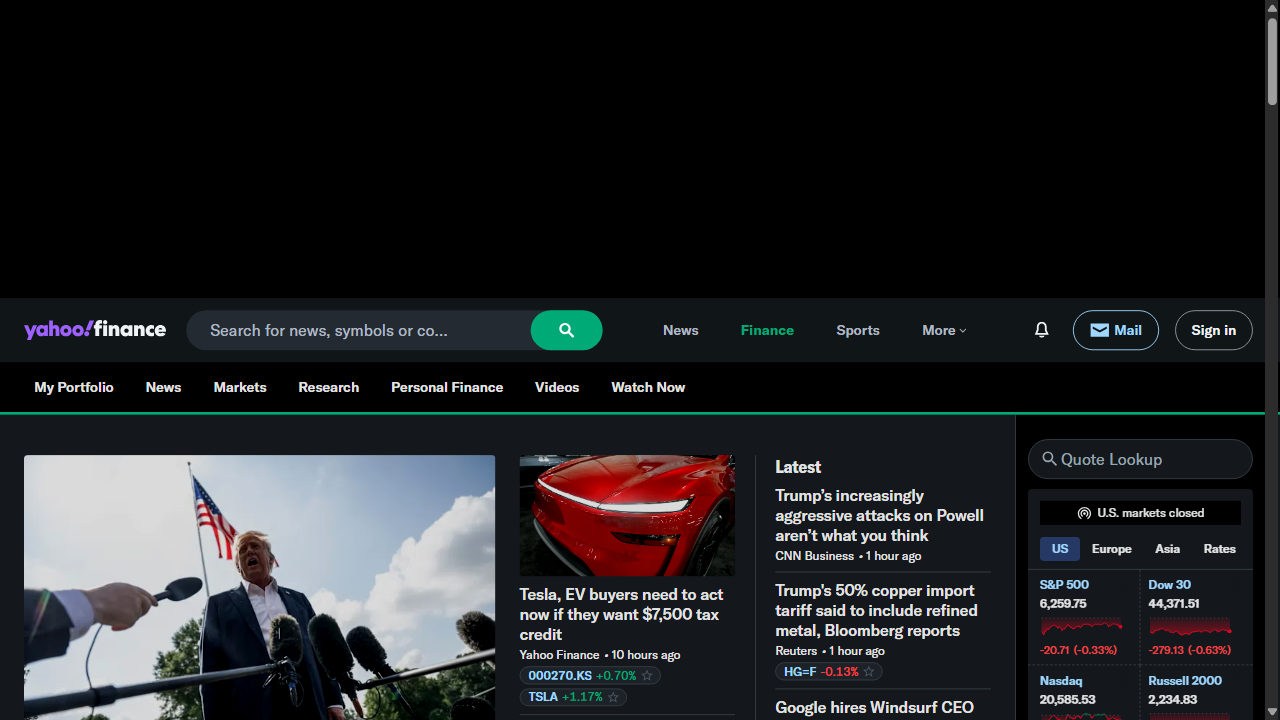 yahoo!finance
Search for news, symbols or co...
News
Finance
Sports
More
Mail
Sign in
My Portfolio
News
Markets
Research
Personal Finance
Videos
Watch Now
Tesla, EV buyers need to act
now if they want $7,500 tax
credit
Yahoo Finance • 10 hours ago
000270.KS +0.70%
TSLA +1.17%
Latest
Trump's increasingly
aggressive attacks on Powell
aren't what you think
CNN Business • 1 hour ago
Trump's 50% copper import
tariff said to include refined
metal, Bloomberg reports
Reuters • 1 hour ago
HG=F -0.13%
Google hires Windsurf CEO
Quote Lookup
U.S. markets closed
US
Europe
Asia
Rates
S&P 500
6,259.75
-20.71 (-0.33%)
Dow 30
44,371.51
-279.13 (-0.63%)
Nasdaq
20,585.53
Russell 2000
2,234.83